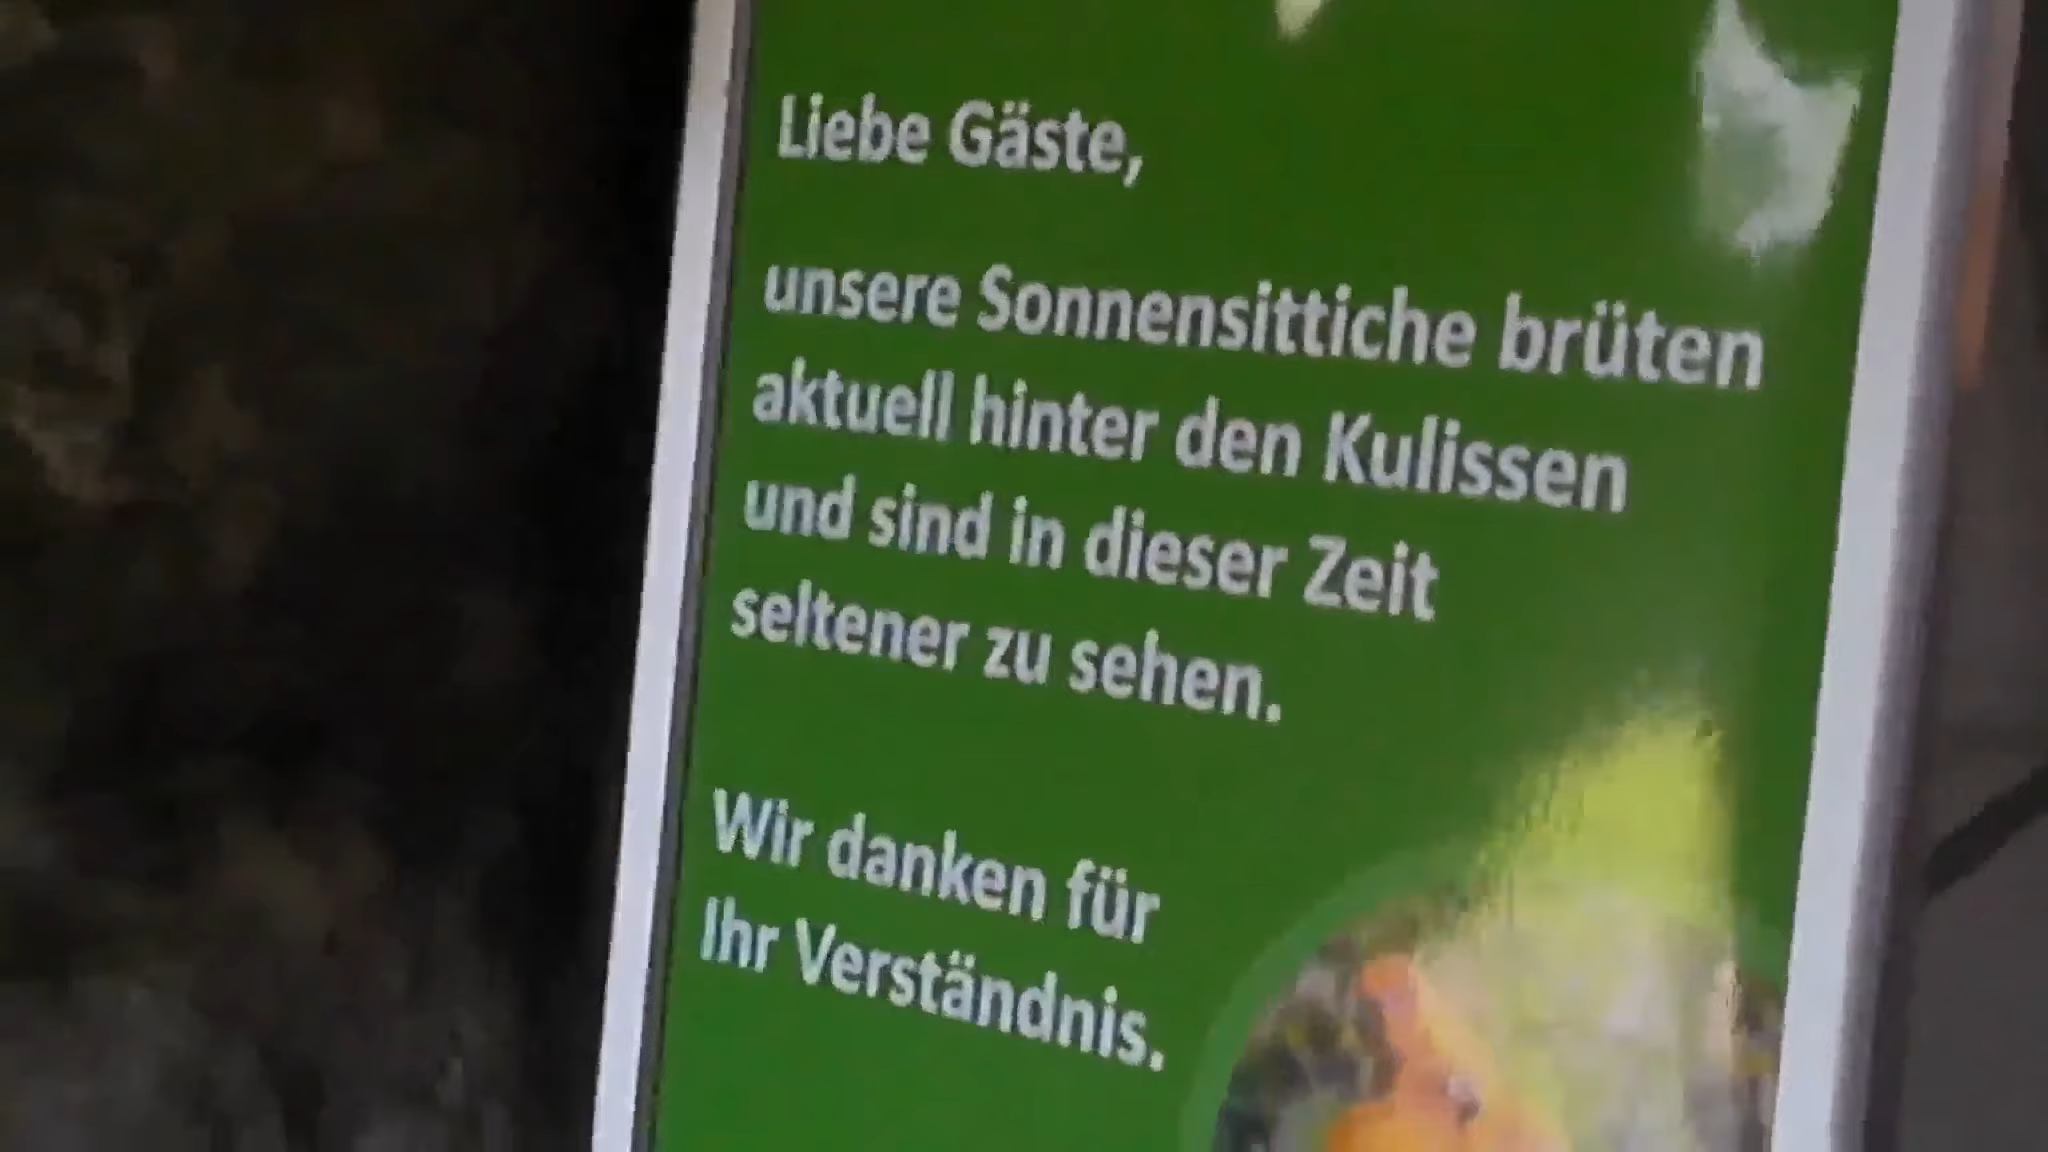 Liebe Gäste,
unsere Sonnensittiche brüten
aktuell hinter den Kulissen
und sind in dieser Zeit
seltener zu sehen.
Wir danken für
Ihr Verständnis.